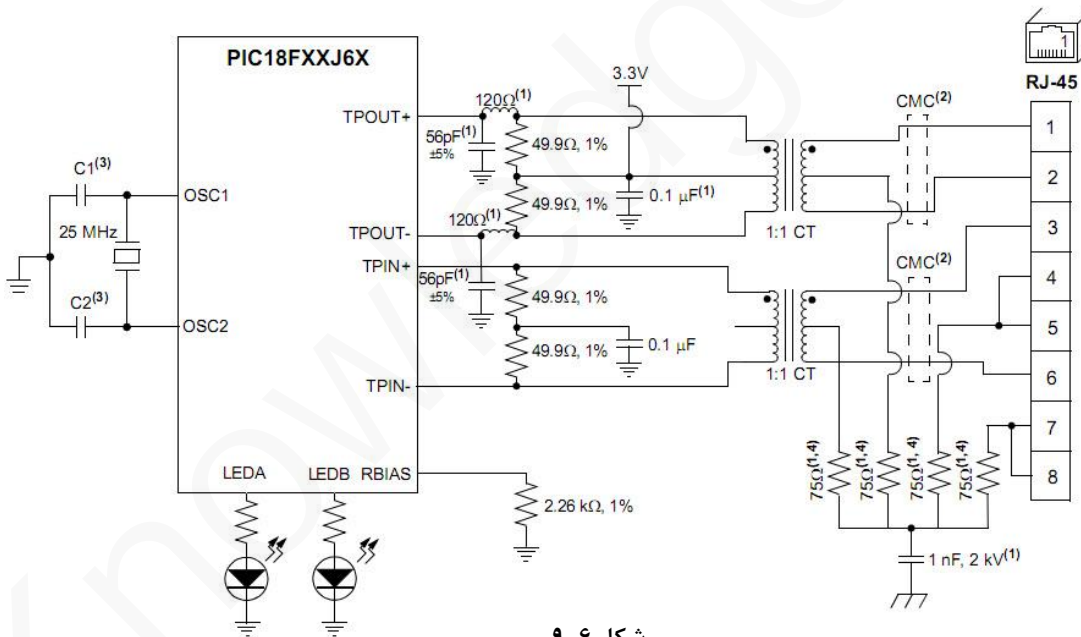 PIC18FXXJ6X
RJ-45
1
1
2
3
4
5
6
7
8
3.3V
CMC(2)
CMC(2)
TPOUT+
120Ω(1)
56pF(1)
±5%
49.9Ω, 1%
49.9Ω, 1%
0.1 µF(1)
1:1 CT
TPOUT-
120Ω(1)
TPIN+
56pF(1)
±5%
49.9Ω, 1%
49.9Ω, 1%
0.1 µF
1:1 CT
TPIN-
C1(3)
OSC1
25 MHz
C2(3)
OSC2
LEDA
LEDB
RBIAS
2.26 kΩ, 1%
75Ω(1,4)
75Ω(1,4)
75Ω(1,4)
75Ω(1,4)
1 nF, 2 kV(1)
شکل ۶ـ۹
Knowledge